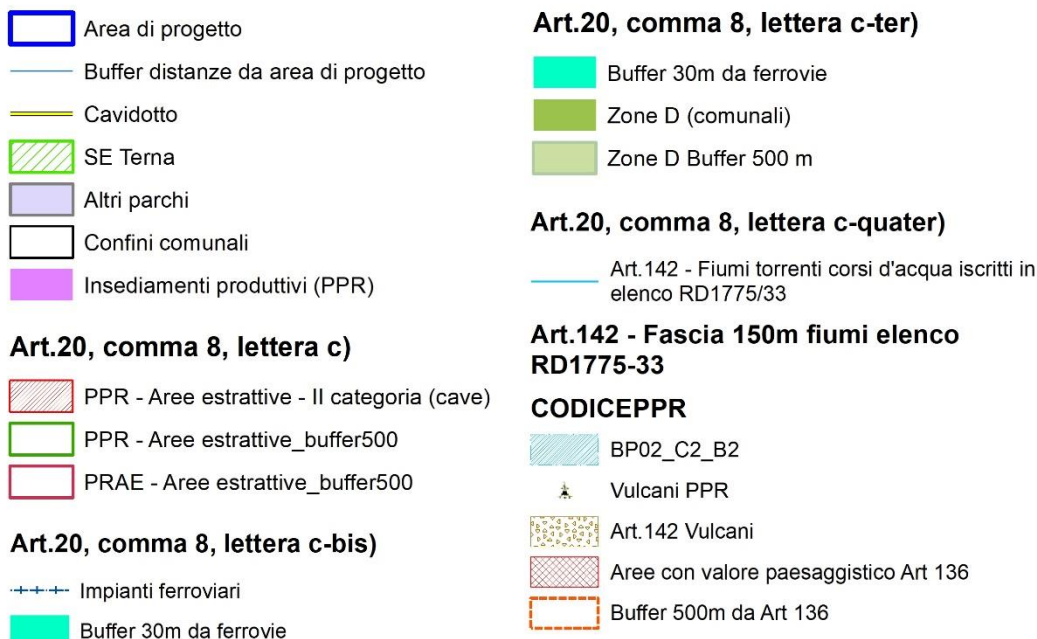 Area di progetto
Buffer distanze da area di progetto
Cavidotto
SE Terna
Altri parchi
Confini comunali
Insediamenti produttivi (PPR)
Art.20, comma 8, lettera c)
PPR - Aree estrattive - II categoria (cave)
PPR - Aree estrattive_buffer500
PRAE - Aree estrattive_buffer500
Art.20, comma 8, lettera c-bis)
Impianti ferroviari
Buffer 30m da ferrovie
Art.20, comma 8, lettera c-ter)
Buffer 30m da ferrovie
Zone D (comunali)
Zone D Buffer 500 m
Art.20, comma 8, lettera c-quater)
Art.142 - Fiumi torrenti corsi d'acqua iscritti in
elenco RD1775/33
Art.142 - Fascia 150m fiumi elenco
RD1775-33
CODICEPPR
BP02_C2_B2
Vulcani PPR
Art.142 Vulcani
Aree con valore paesaggistico Art 136
Buffer 500m da Art 136